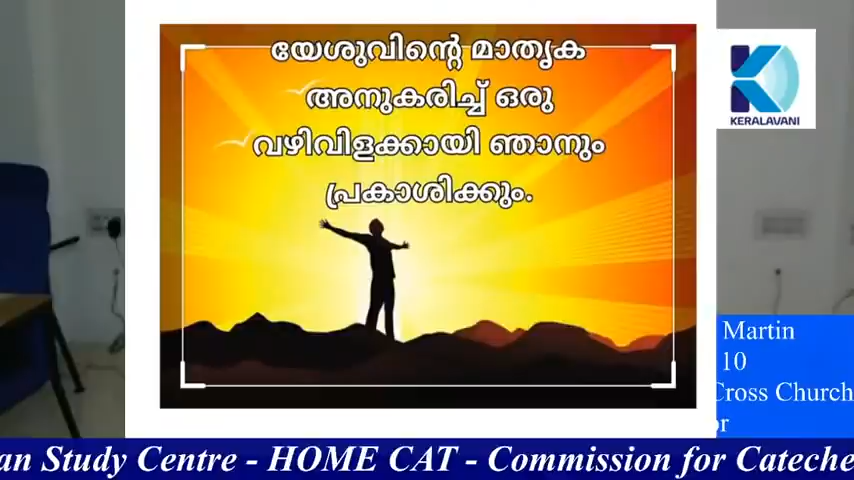 യേശുവിന്റെ മാതൃക
അനുകരിച്ച് ഒരു
വഴിവിളക്കായി ഞാനും
പ്രകാശിക്കും.
KERALAVANI
Martin
10
Cross Church
or
an Study Centre - HOME CAT - Commission for Cateche